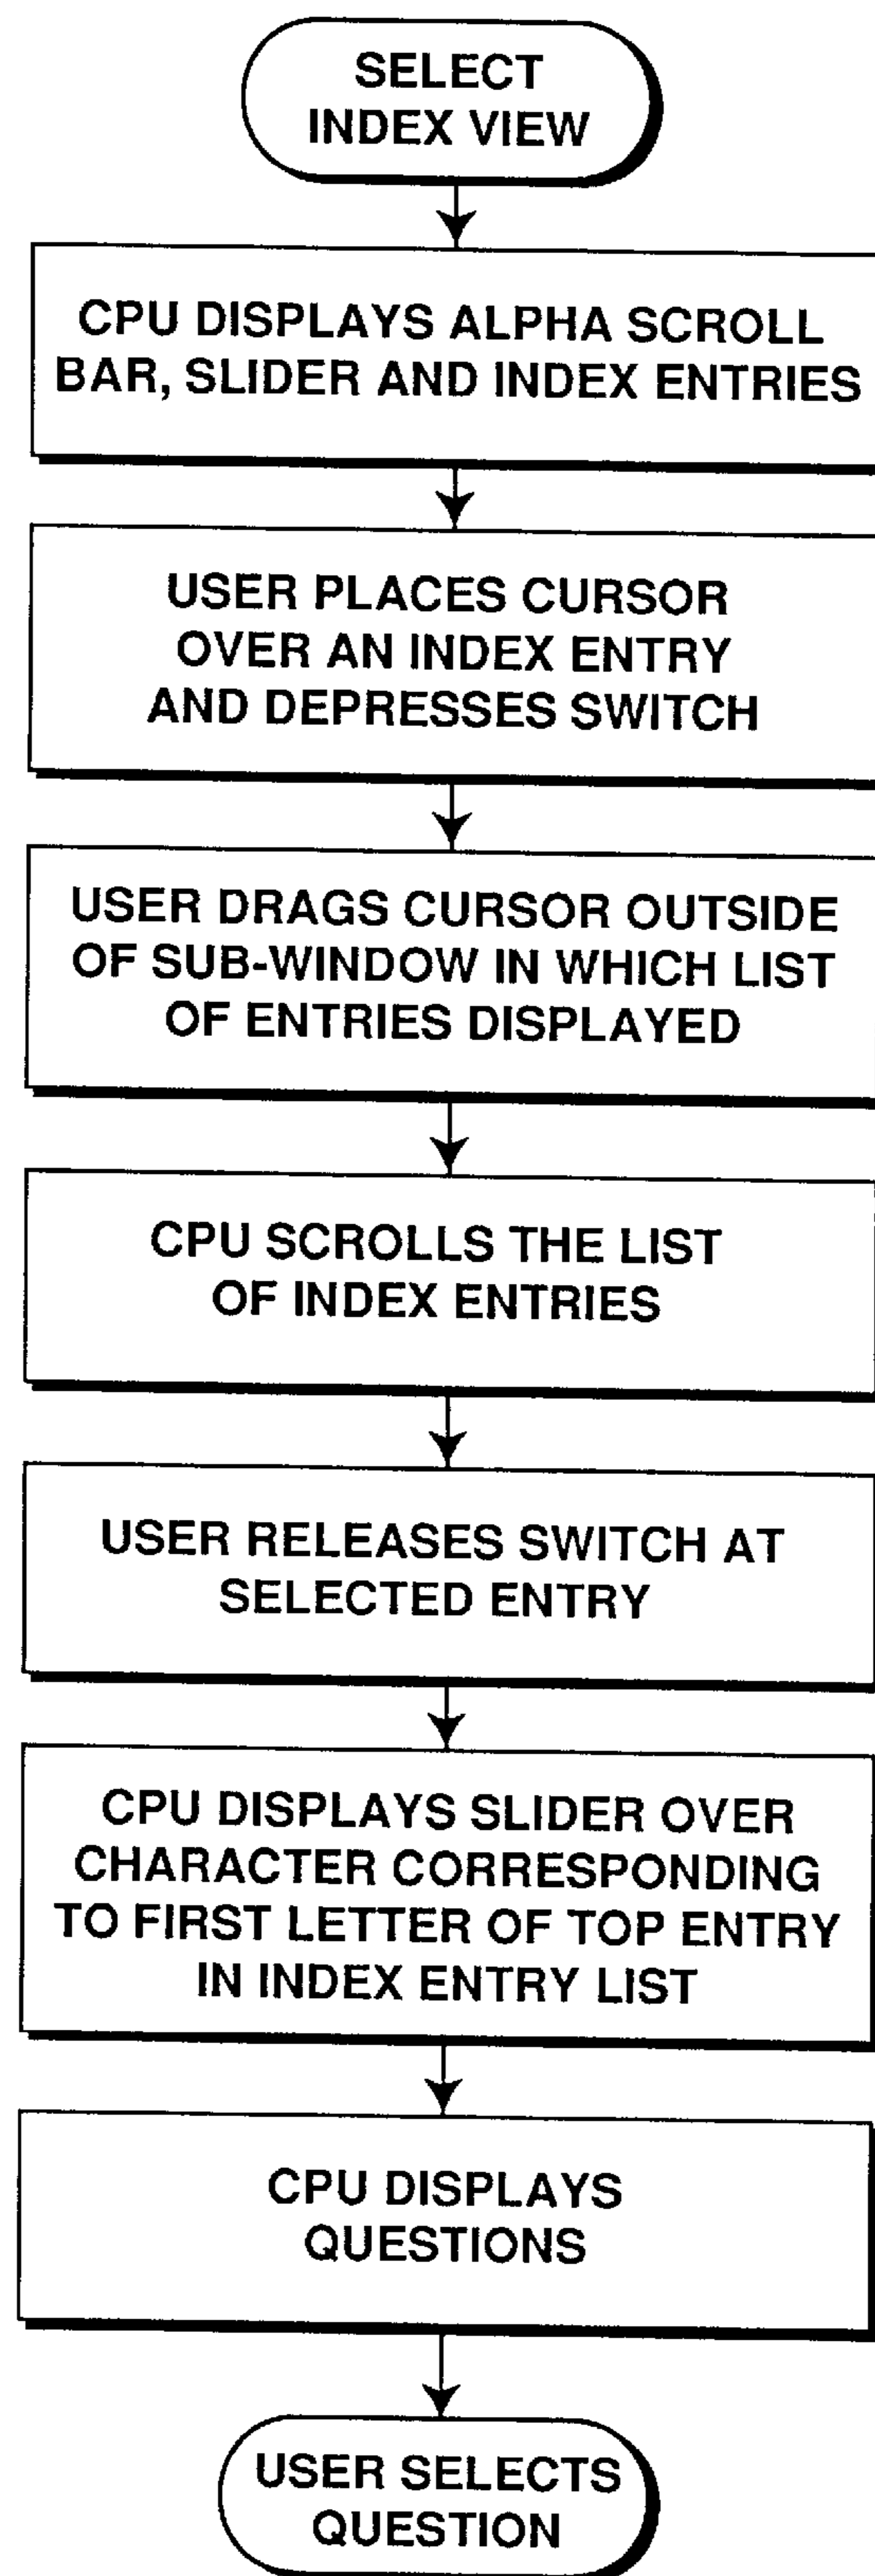 SELECT
INDEX VIEW
CPU DISPLAYS ALPHA SCROLL
BAR, SLIDER AND INDEX ENTRIES
USER PLACES CURSOR
OVER AN INDEX ENTRY
AND DEPRESSES SWITCH
USER DRAGS CURSOR OUTSIDE
OF SUB-WINDOW IN WHICH LIST
OF ENTRIES DISPLAYED
CPU SCROLLS THE LIST
OF INDEX ENTRIES
USER RELEASES SWITCH AT
SELECTED ENTRY
CPU DISPLAYS SLIDER OVER
CHARACTER CORRESPONDING
TO FIRST LETTER OF TOP ENTRY
IN INDEX ENTRY LIST
CPU DISPLAYS
QUESTIONS
USER SELECTS
QUESTION